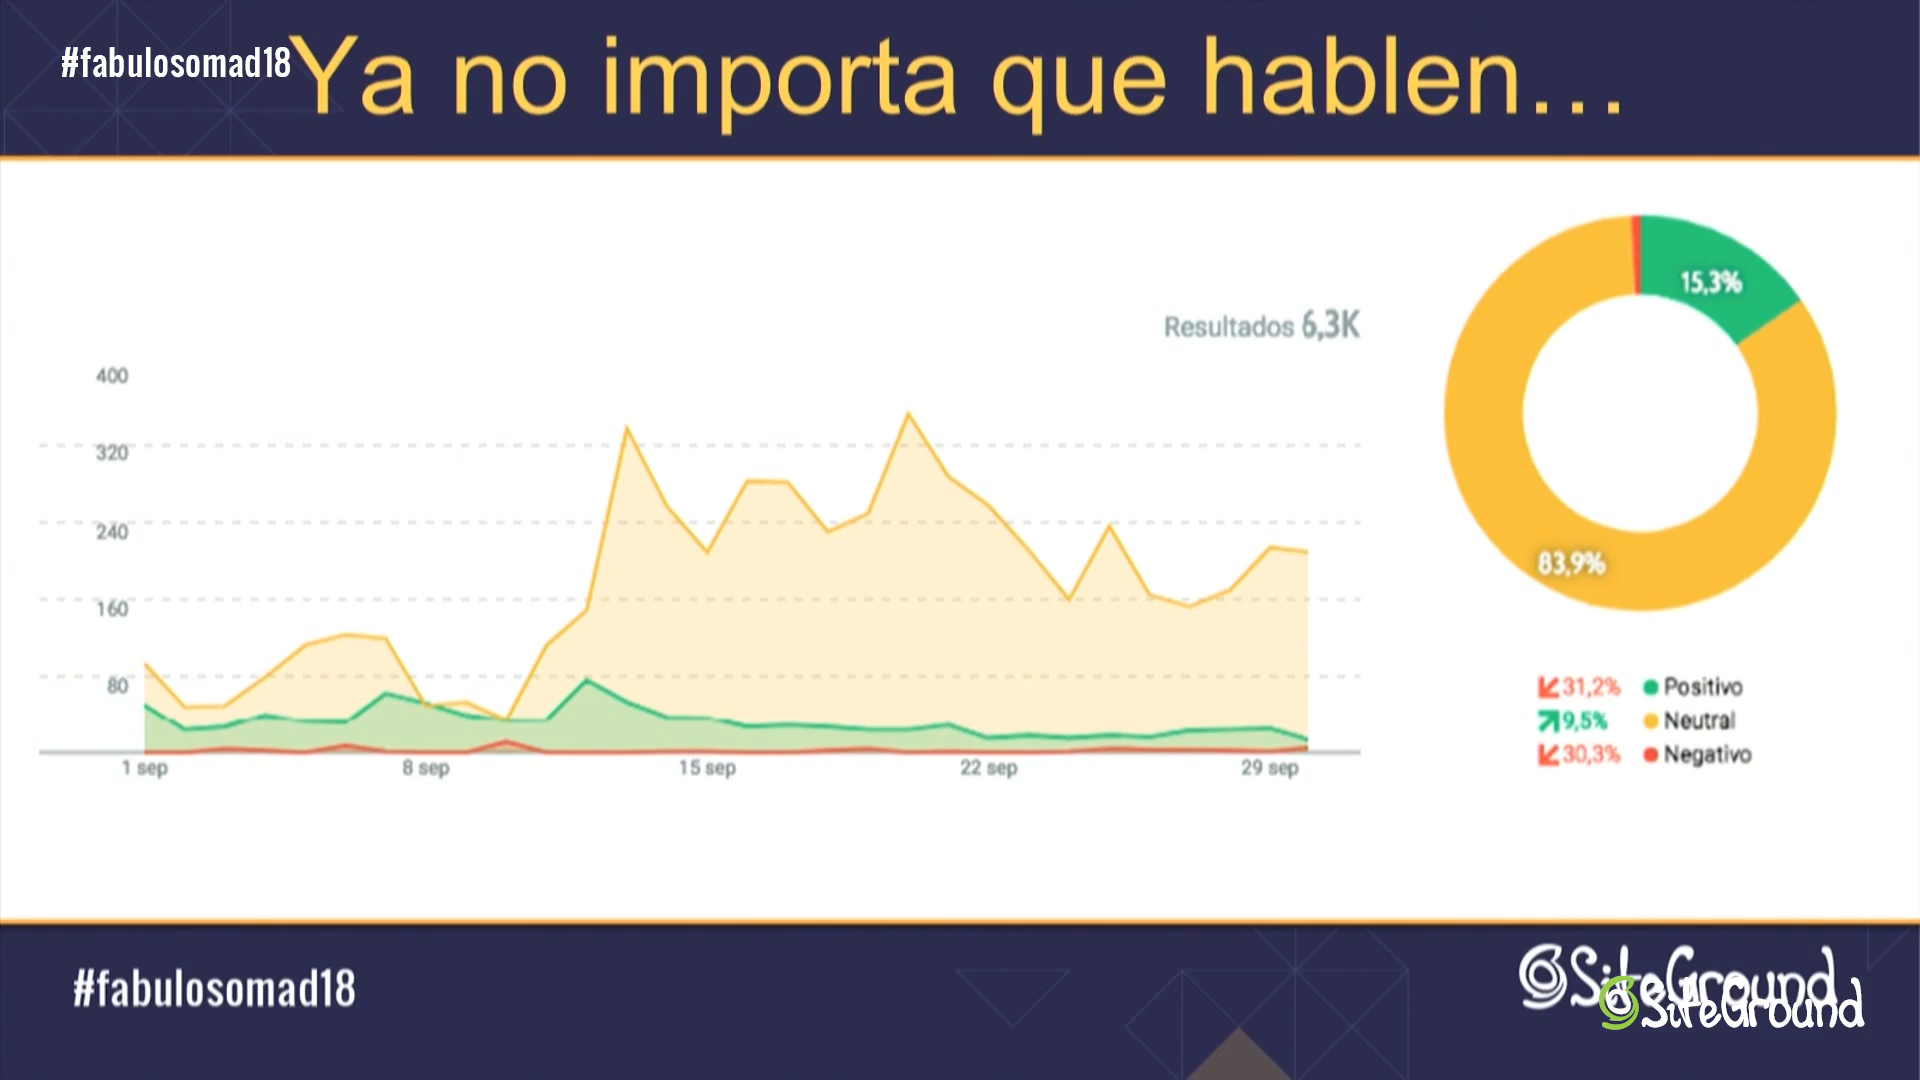 #fabulosomad18
Ya no importa que hablen...
Resultados 6,3K
400
320
240
160
80
1 sep
8 sep
15 sep
22 sep
29 sep
15,3%
83,9%
31,2% Positivo
9,5% Neutral
30,3% Negativo
#fabulosomad18
SiteGround
SiteGround